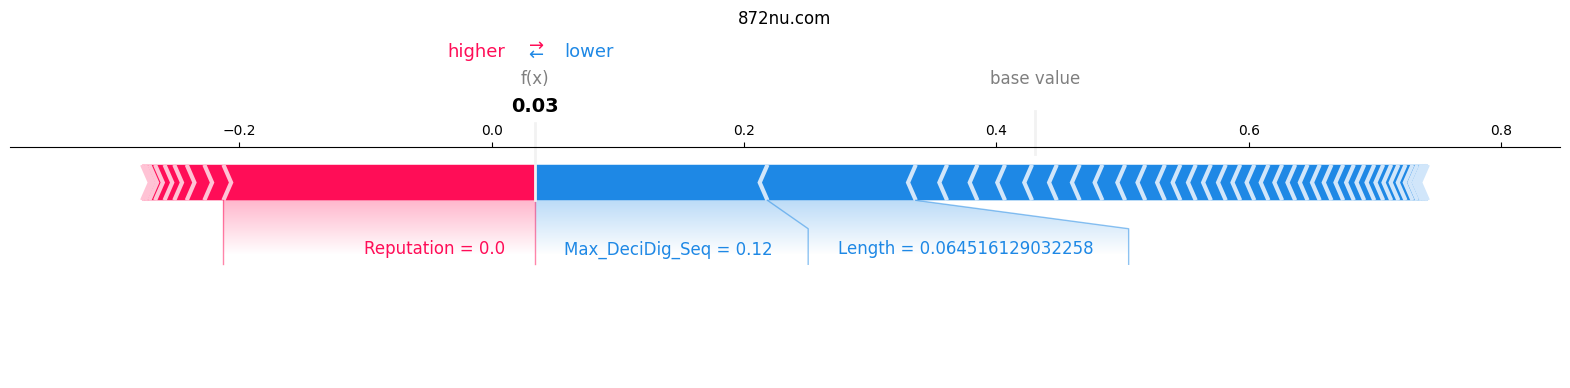 872nu.com
higher ⇄ lower
f(x) base value
0.03
−0.2 0.0 0.2 0.4 0.6 0.8
Reputation = 0.0 Max_DeciDig_Seq = 0.12 Length = 0.064516129032258